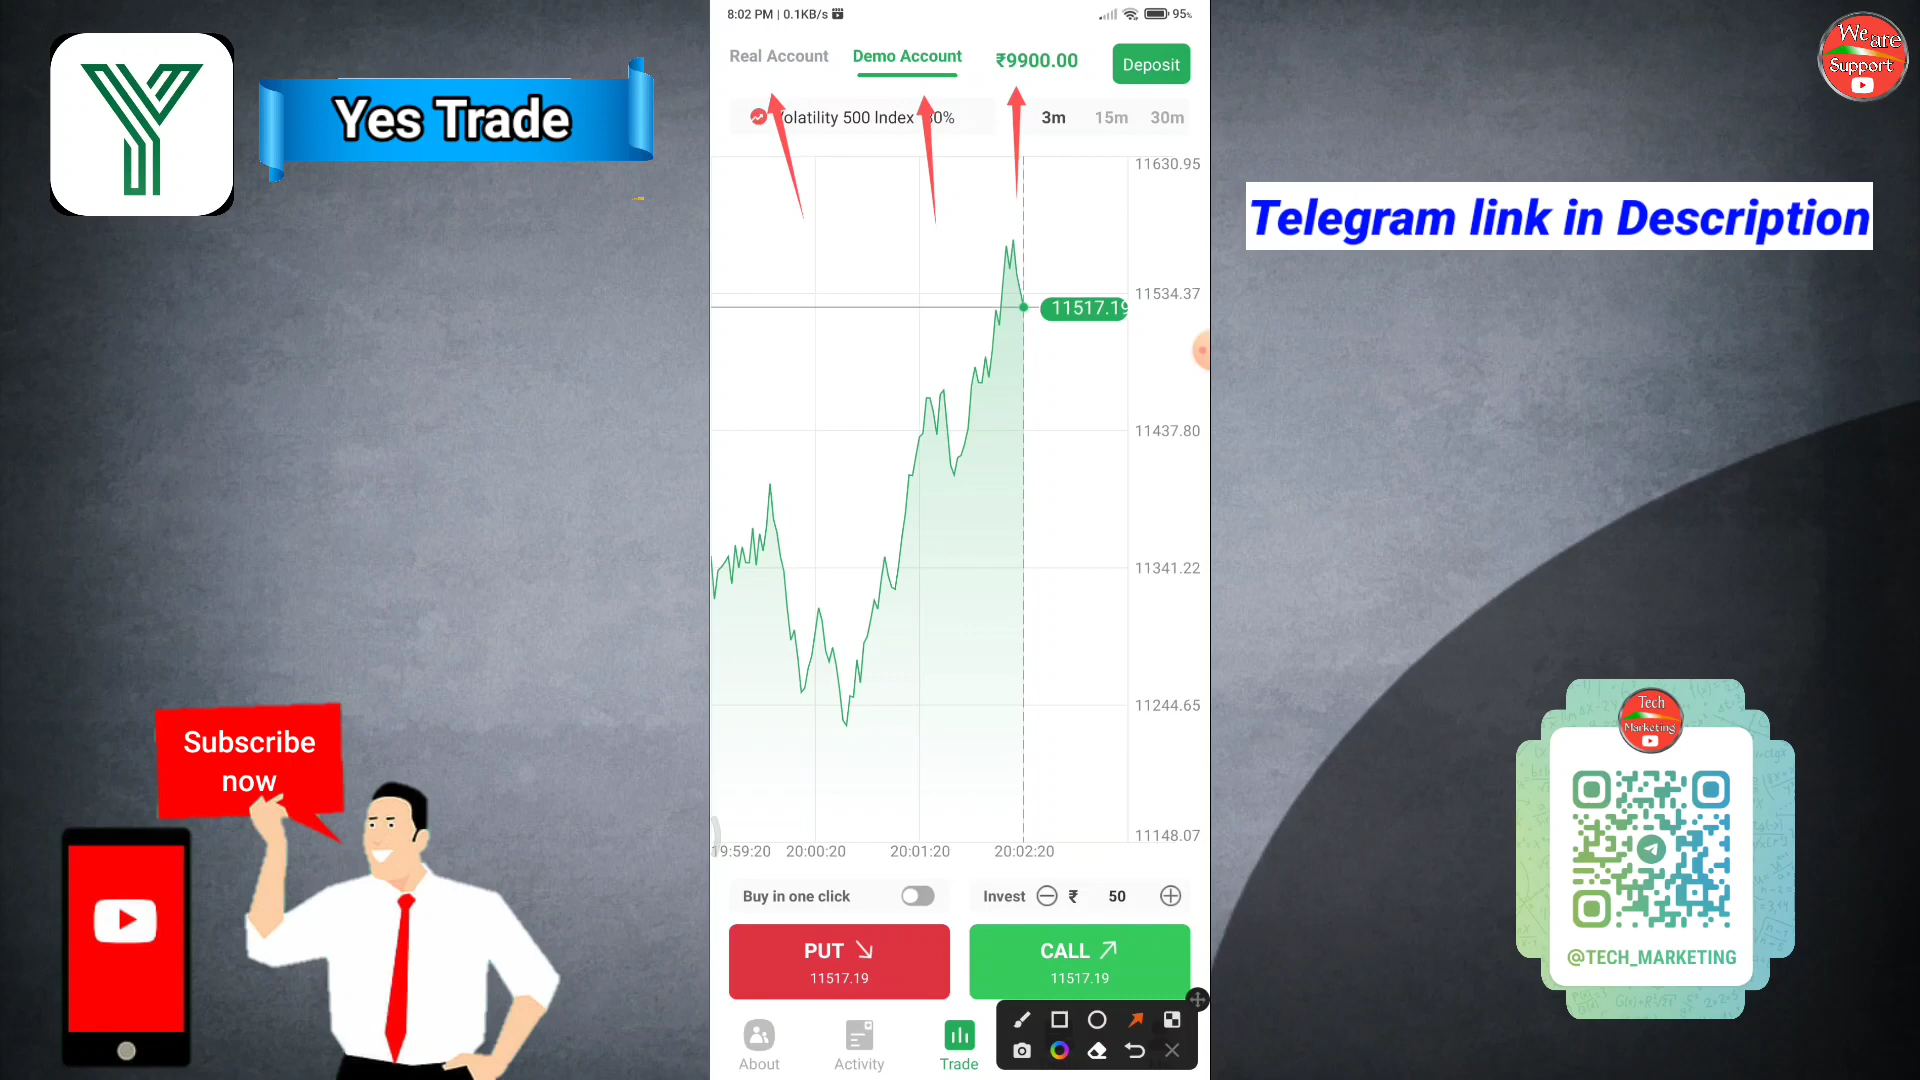 8:02 PM | 0.1KB/s
95%
Real Account
Demo Account
₹9900.00
Deposit
Yes Trade
We are
Support
Volatility 500 Index
3m
15m
30m
11630.95
Telegram link in Description
11534.37
11517.19
11437.80
11341.22
11244.65
11148.07
19:59:20
20:00:20
20:01:20
20:02:20
Subscribe
now
Tech
Marketing
@TECH_MARKETING
Buy in one click
Invest
₹
50
PUT
11517.19
CALL
11517.19
About
Activity
Trade